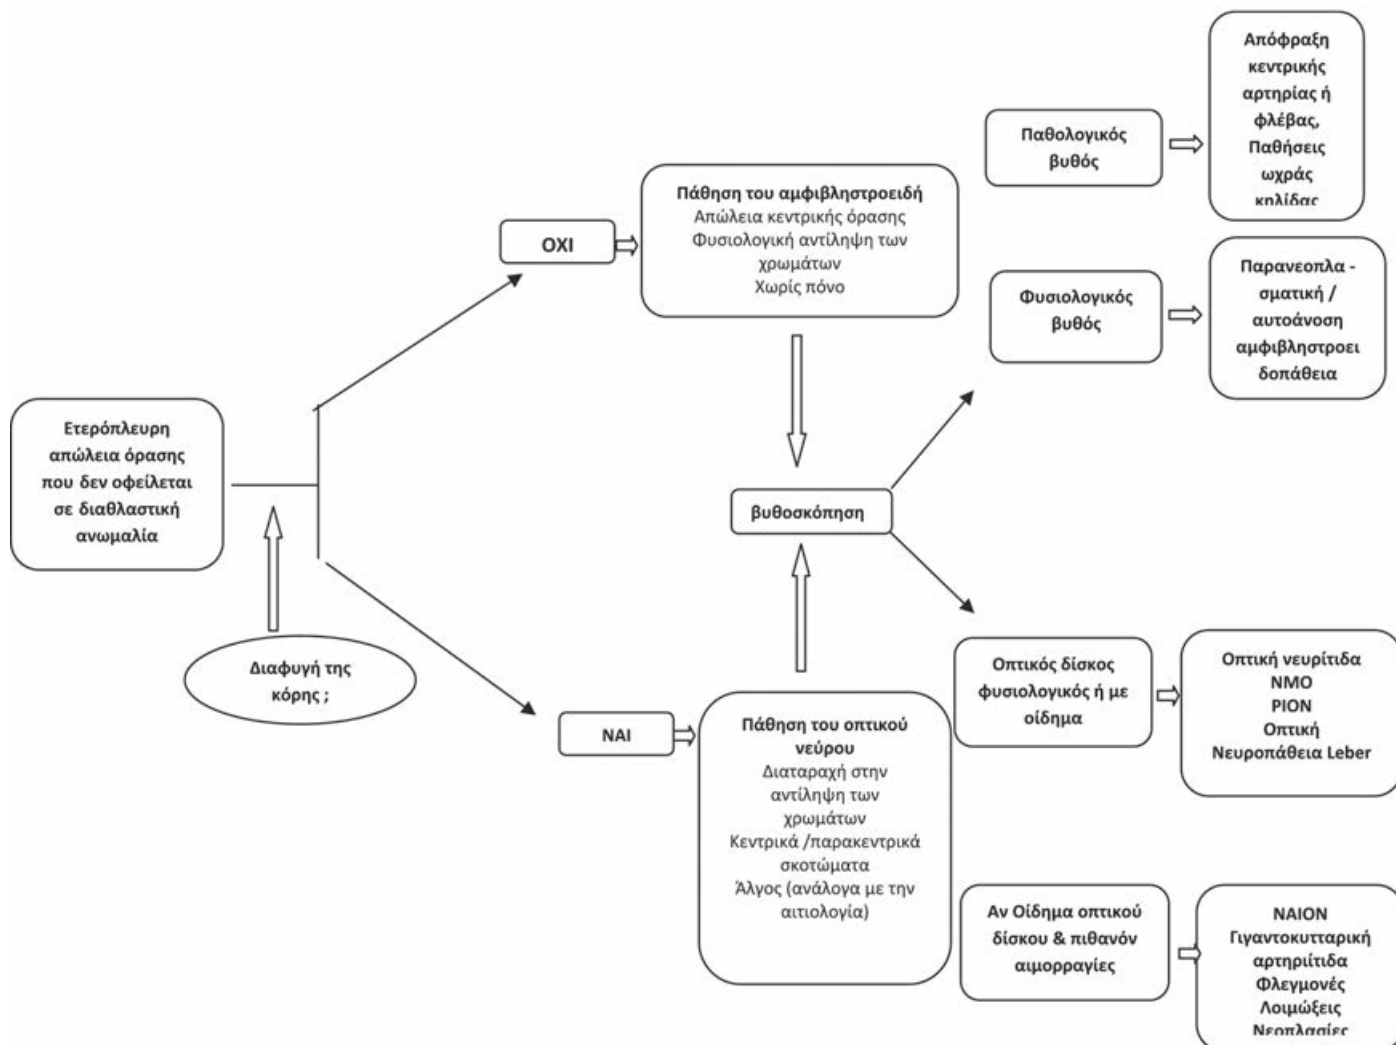 Ετερόπλευρη
απώλεια όρασης
που δεν οφείλεται
σε διαθλαστική
ανωμαλία
Διαφυγή της
κόρης ;
ΟΧΙ
Πάθηση του αμφιβληστροειδή
Απώλεια κεντρικής όρασης
Φυσιολογική αντίληψη των
χρωμάτων
Χωρίς πόνο
ΝΑΙ
Πάθηση του οπτικού
νεύρου
Διαταραχή στην
αντίληψη των
χρωμάτων
Κεντρικά /παρακεντρικά
σκοτώματα
Άλγος (ανάλογα με την
αιτιολογία)
βυθοσκόπηση
Παθολογικός
βυθός
Απόφραξη
κεντρικής
αρτηρίας ή
φλέβας,
Παθήσεις
ωχράς
κηλίδας
Φυσιολογικός
βυθός
Παρανεοπλα -
σματική /
αυτοάνοση
αμφιβληστροει
δοπάθεια
Οπτικός δίσκος
φυσιολογικός ή με
οίδημα
Οπτική νευρίτιδα
NMO
PION
Οπτική
Νευροπάθεια Leber
Αν Οίδημα οπτικού
δίσκου & πιθανόν
αιμορραγίες
NAION
Γιγαντοκυτταρική
αρτηριίτιδα
Φλεγμονές
Λοιμώξεις
Νεοπλασίες